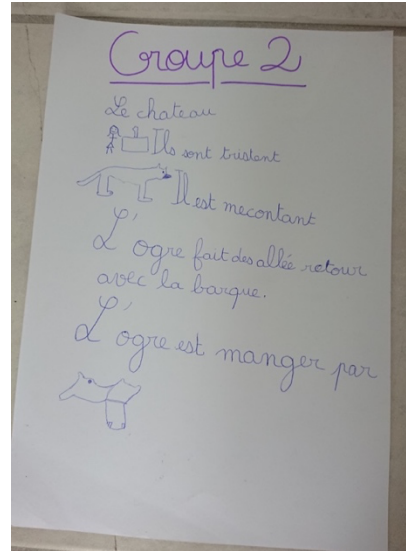 Groupe 2
Le chateau
Ils sont tristent
Il est mecontant
L'ogre fait des allée retour
avec la barque.
L'ogre est manger par